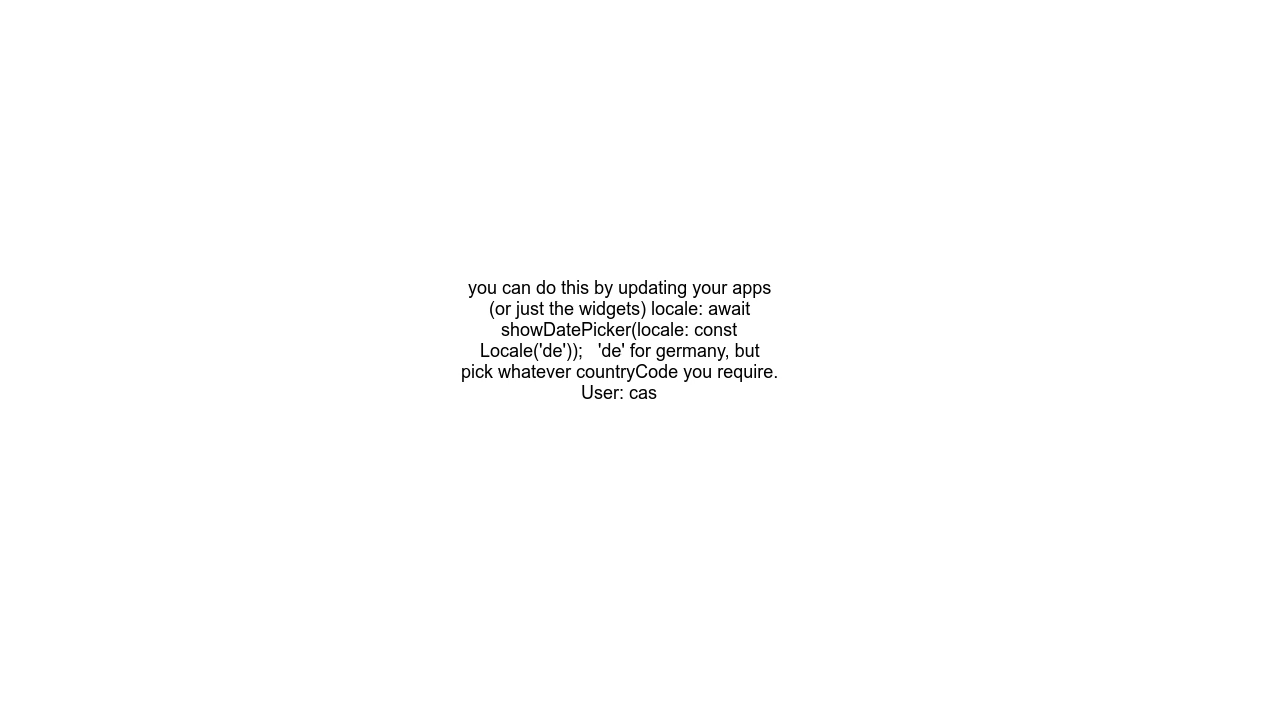 you can do this by updating your apps
(or just the widgets) locale: await
showDatePicker(locale: const
Locale('de'));   'de' for germany, but
pick whatever countryCode you require.
User: cas